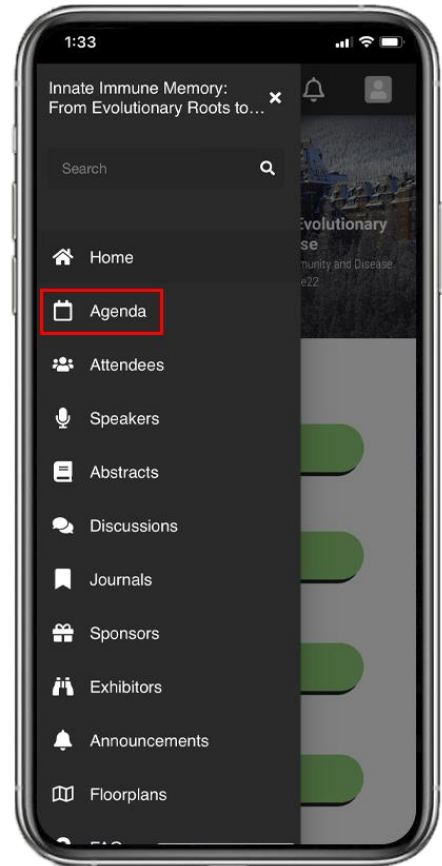 1:33
Innate Immune Memory:
From Evolutionary Roots to...
Search
Evolutionary
se
munity and Disease
e22
Home
Agenda
Attendees
Speakers
Abstracts
Discussions
Journals
Sponsors
Exhibitors
Announcements
Floorplans